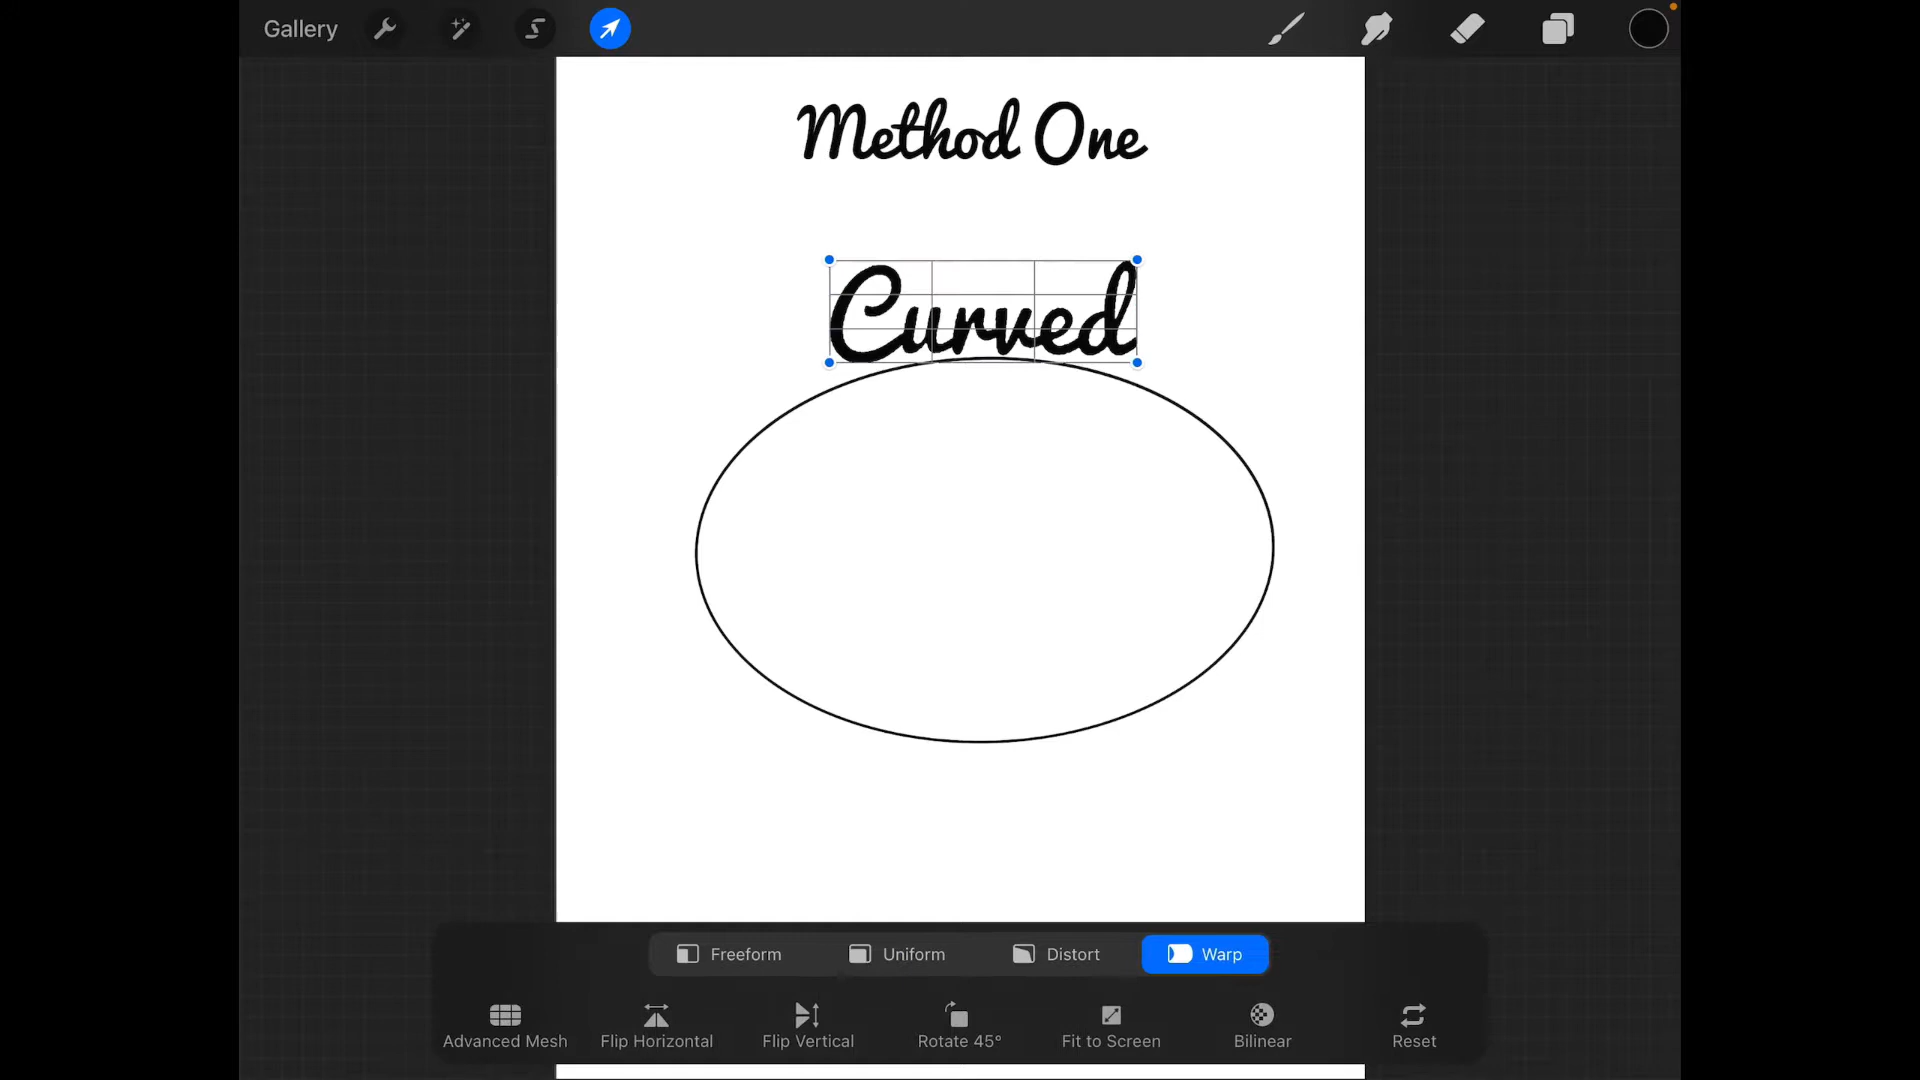 Gallery
Method One
Curved
Freeform Uniform Distort Warp
Advanced Mesh Flip Horizontal Flip Vertical Rotate 45° Fit to Screen Bilinear Reset